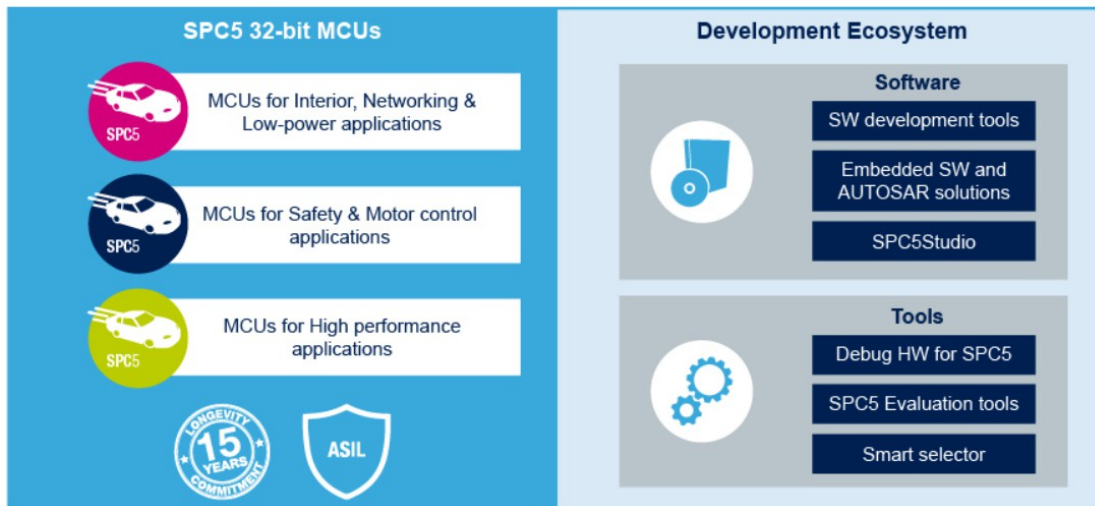 SPC5 32-bit MCUs
SPC5
MCUs for Interior, Networking &
Low-power applications
SPC5
MCUs for Safety & Motor control
applications
SPC5
MCUs for High performance
applications
LONGEVITY
15
YEARS
COMMITMENT
ASIL
Development Ecosystem
Software
SW development tools
Embedded SW and
AUTOSAR solutions
SPC5Studio
Tools
Debug HW for SPC5
SPC5 Evaluation tools
Smart selector